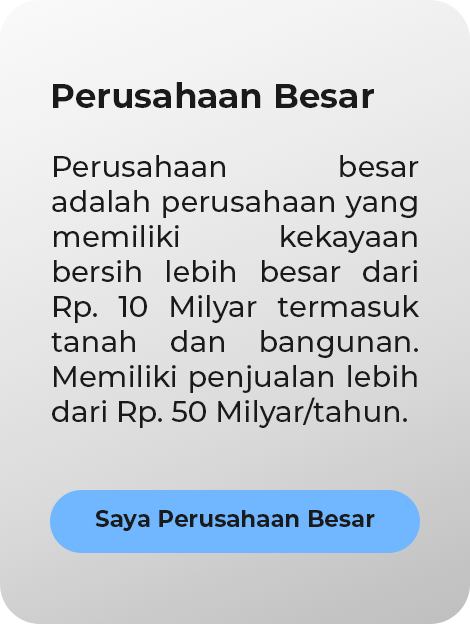 Perusahaan Besar
Perusahaan besar
adalah perusahaan yang
memiliki kekayaan
bersih lebih besar dari
Rp. 10 Milyar termasuk
tanah dan bangunan.
Memiliki penjualan lebih
dari Rp. 50 Milyar/tahun.
Saya Perusahaan Besar